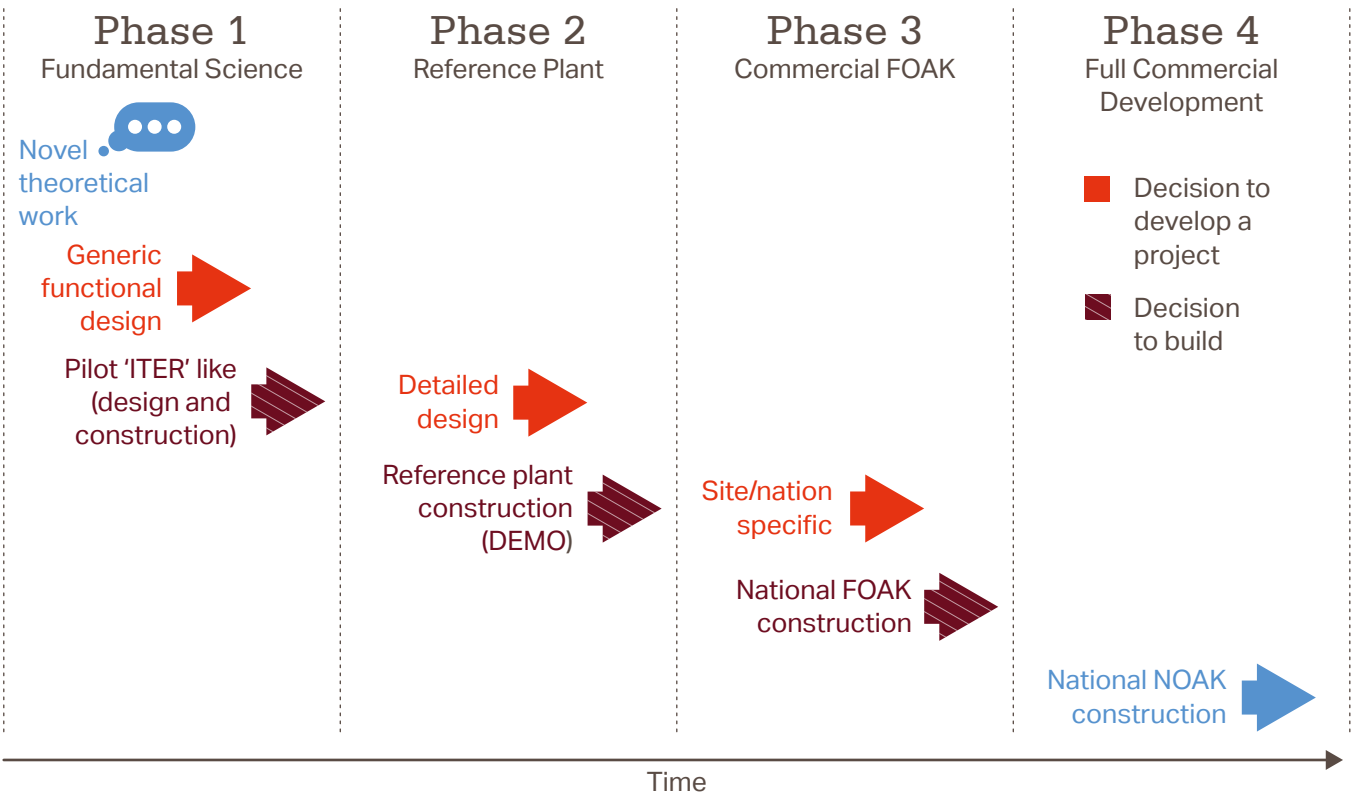 Phase 1
Fundamental Science
Novel
theoretical
work
Generic
functional
design
Pilot ‘ITER’ like
(design and
construction)
Phase 2
Reference Plant
Detailed
design
Reference plant
construction
(DEMO)
Phase 3
Commercial FOAK
Site/nation
specific
National FOAK
construction
Phase 4
Full Commercial
Development
Decision to
develop a
project
Decision
to build
National NOAK
construction
Time